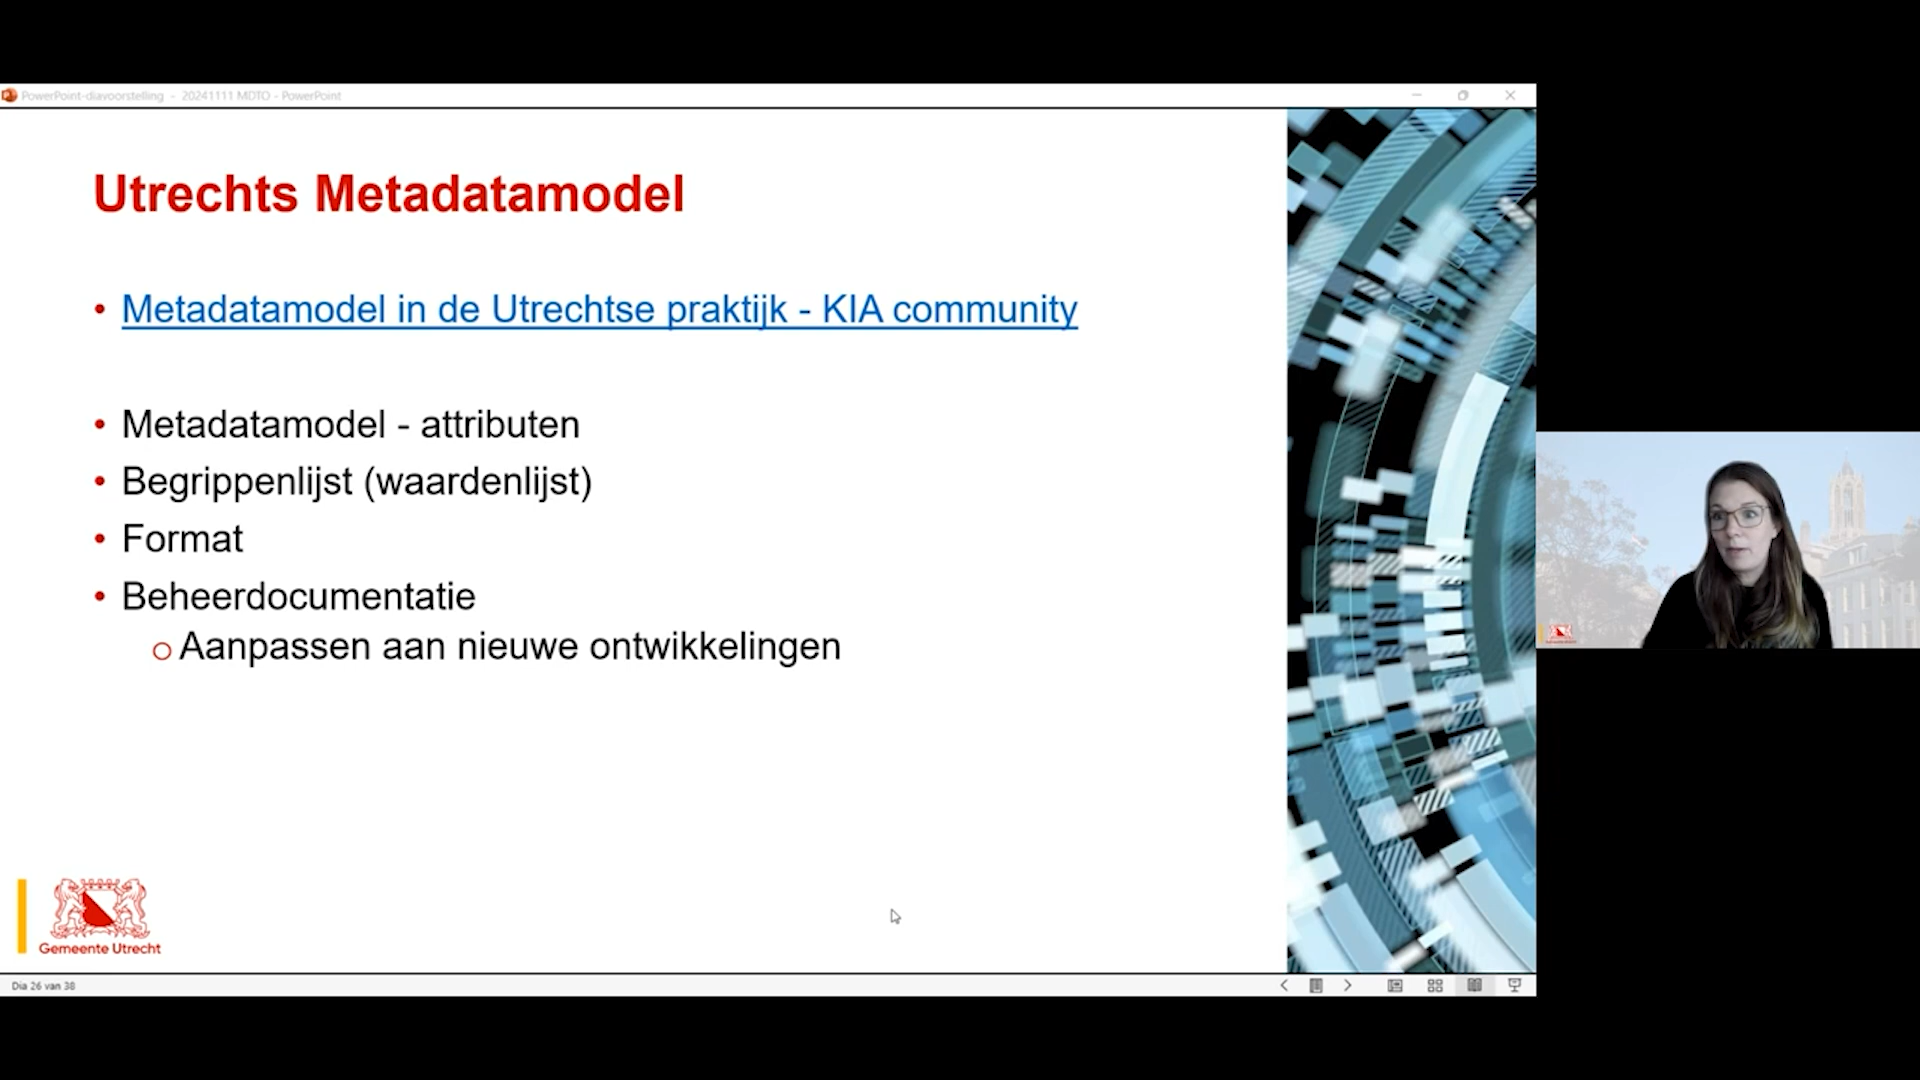 PowerPoint-diavoorstelling - 20241111 MDTO - PowerPoint
Utrechts Metadatamodel
• Metadatamodel in de Utrechtse praktijk - KIA community
• Metadatamodel - attributen
• Begrippenlijst (waardenlijst)
• Format
• Beheerdocumentatie
o Aanpassen aan nieuwe ontwikkelingen
Gemeente Utrecht
Dia 26 van 38